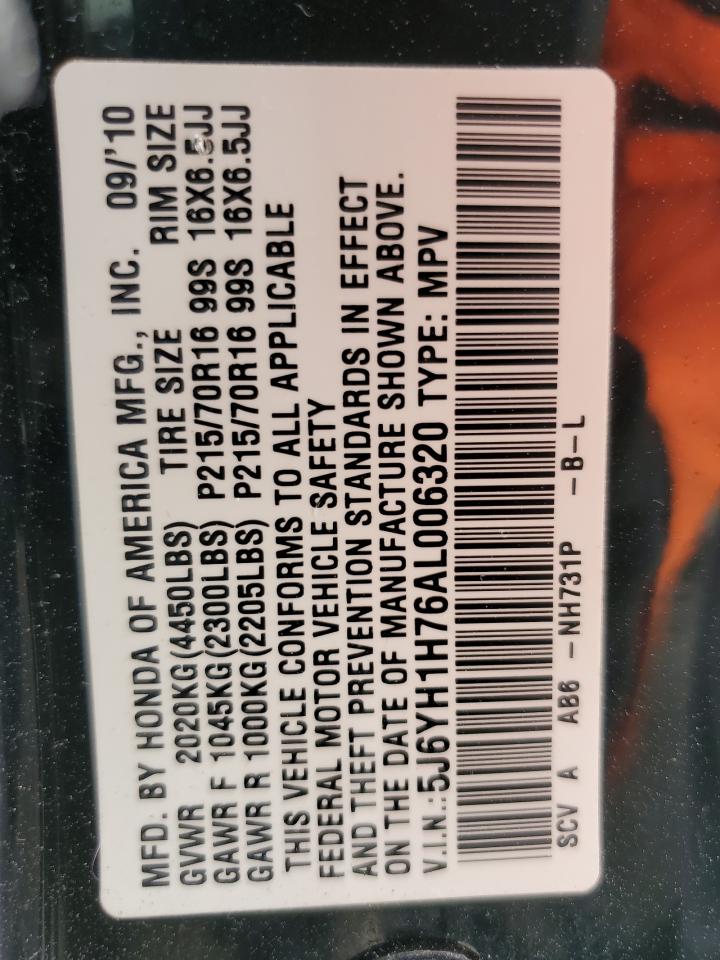 MFD. BY HONDA OF AMERICA MFG., INC. 09/'10
GVWR 2020KG(4450LBS) TIRE SIZE RIM SIZE
GAWR F 1045KG(2300LBS) P215/70R16 99S 16X6.5JJ
GAWR R 1000KG(2205LBS) P215/70R16 99S 16X6.5JJ
THIS VEHICLE CONFORMS TO ALL APPLICABLE
FEDERAL MOTOR VEHICLE SAFETY
AND THEFT PREVENTION STANDARDS IN EFFECT
ON THE DATE OF MANUFACTURE SHOWN ABOVE.
V.I.N.:5J6YH1H76AL006320 TYPE: MPV
SCV A AB6 -NH731P -B-L